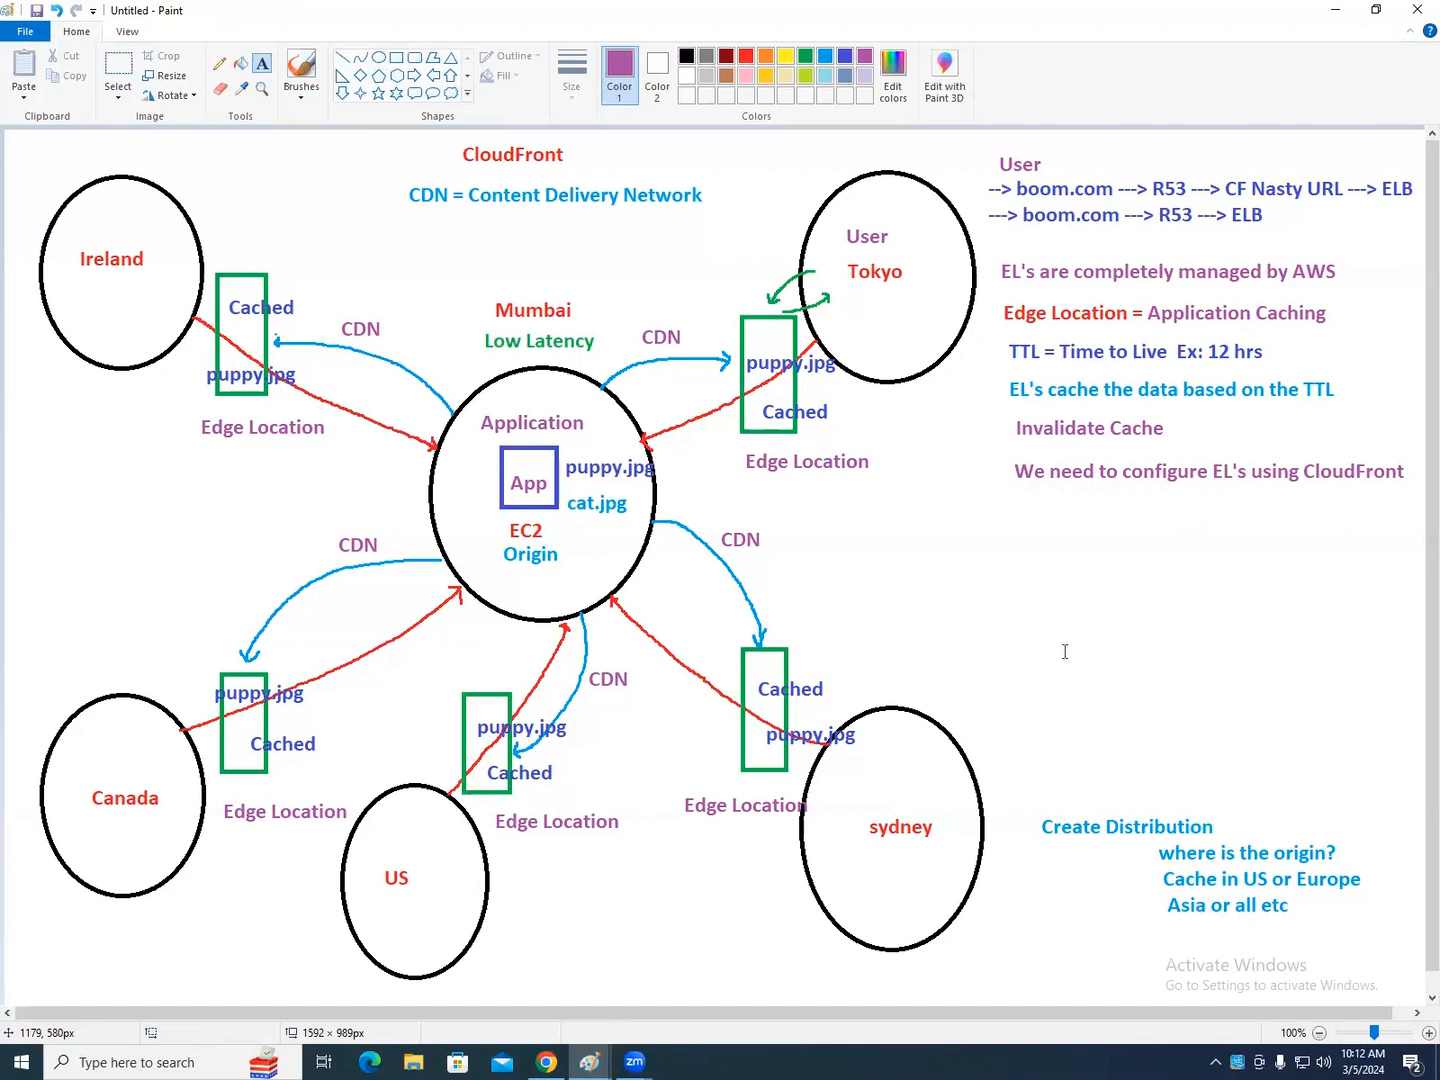 Untitled - Paint
File
Home
View
Paste
Cut
Copy
Clipboard
Select
Crop
Resize
Rotate
Image
A
Tools
Brushes
Outline
Fill
Shapes
Size
Color 1
Color 2
Edit colors
Edit with Paint 3D
Colors
CloudFront
CDN = Content Delivery Network
Ireland
Cached
puppy.jpg
Edge Location
CDN
Mumbai
Low Latency
CDN
User
Tokyo
puppy.jpg
Cached
Edge Location
Application
App
puppy.jpg
cat.jpg
EC2
Origin
CDN
puppy.jpg
Cached
Canada
Edge Location
CDN
puppy.jpg
Cached
US
Edge Location
CDN
Cached
puppy.jpg
Edge Location
sydney
User
--> boom.com ---> R53 ---> CF Nasty URL ---> ELB
---> boom.com ---> R53 ---> ELB
EL's are completely managed by AWS
Edge Location = Application Caching
TTL = Time to Live  Ex: 12 hrs
EL's cache the data based on the TTL
Invalidate Cache
We need to configure EL's using CloudFront
Create Distribution
where is the origin?
Cache in US or Europe
Asia or all etc
Activate Windows
Go to Settings to activate Windows.
1179, 580px
1592 × 989px
100%
Type here to search
zm
10:12 AM
3/5/2024
2